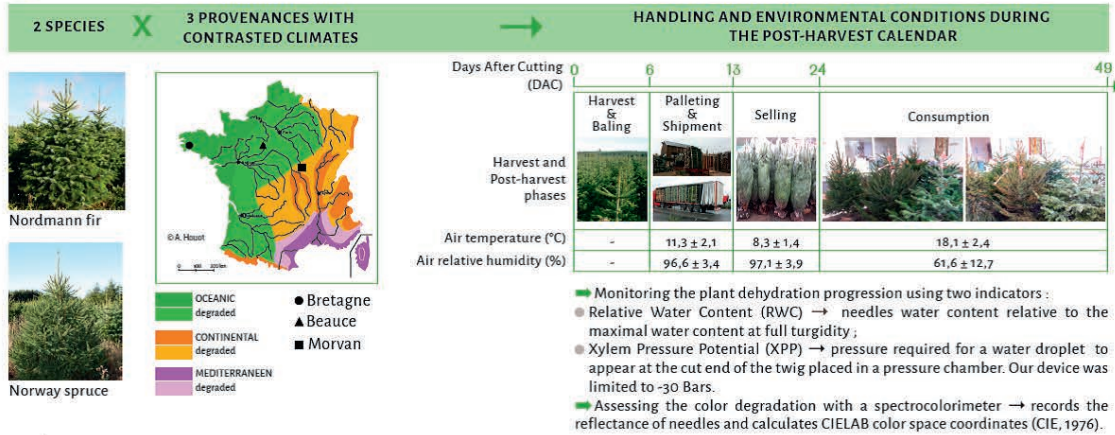 2 SPECIES
X
3 PROVENANCES WITH
CONTRASTED CLIMATES
HANDLING AND ENVIRONMENTAL CONDITIONS DURING
THE POST-HARVEST CALENDAR
Nordmann fir
Norway spruce
© A. Houot
OCEANIC
degraded
CONTINENTAL
degraded
MEDITERRANEEN
degraded
Bretagne
Beauce
Morvan
Days After Cutting
(DAC)
0 6 13 24 49
Harvest
&
Baling
Palleting
&
Shipment
Selling
Consumption
Harvest and
Post-harvest
phases
Air temperature (°C) - 11,3 ± 2,1 8,3 ± 1,4 18,1 ± 2,4
Air relative humidity (%) - 96,6 ± 3,4 97,1 ± 3,9 61,6 ± 12,7
Monitoring the plant dehydration progression using two indicators :
Relative Water Content (RWC) → needles water content relative to the
maximal water content at full turgidity ;
Xylem Pressure Potential (XPP) → pressure required for a water droplet to
appear at the cut end of the twig placed in a pressure chamber. Our device was
limited to -30 Bars.
Assessing the color degradation with a spectrocolorimeter → records the
reflectance of needles and calculates CIELAB color space coordinates (CIE, 1976).